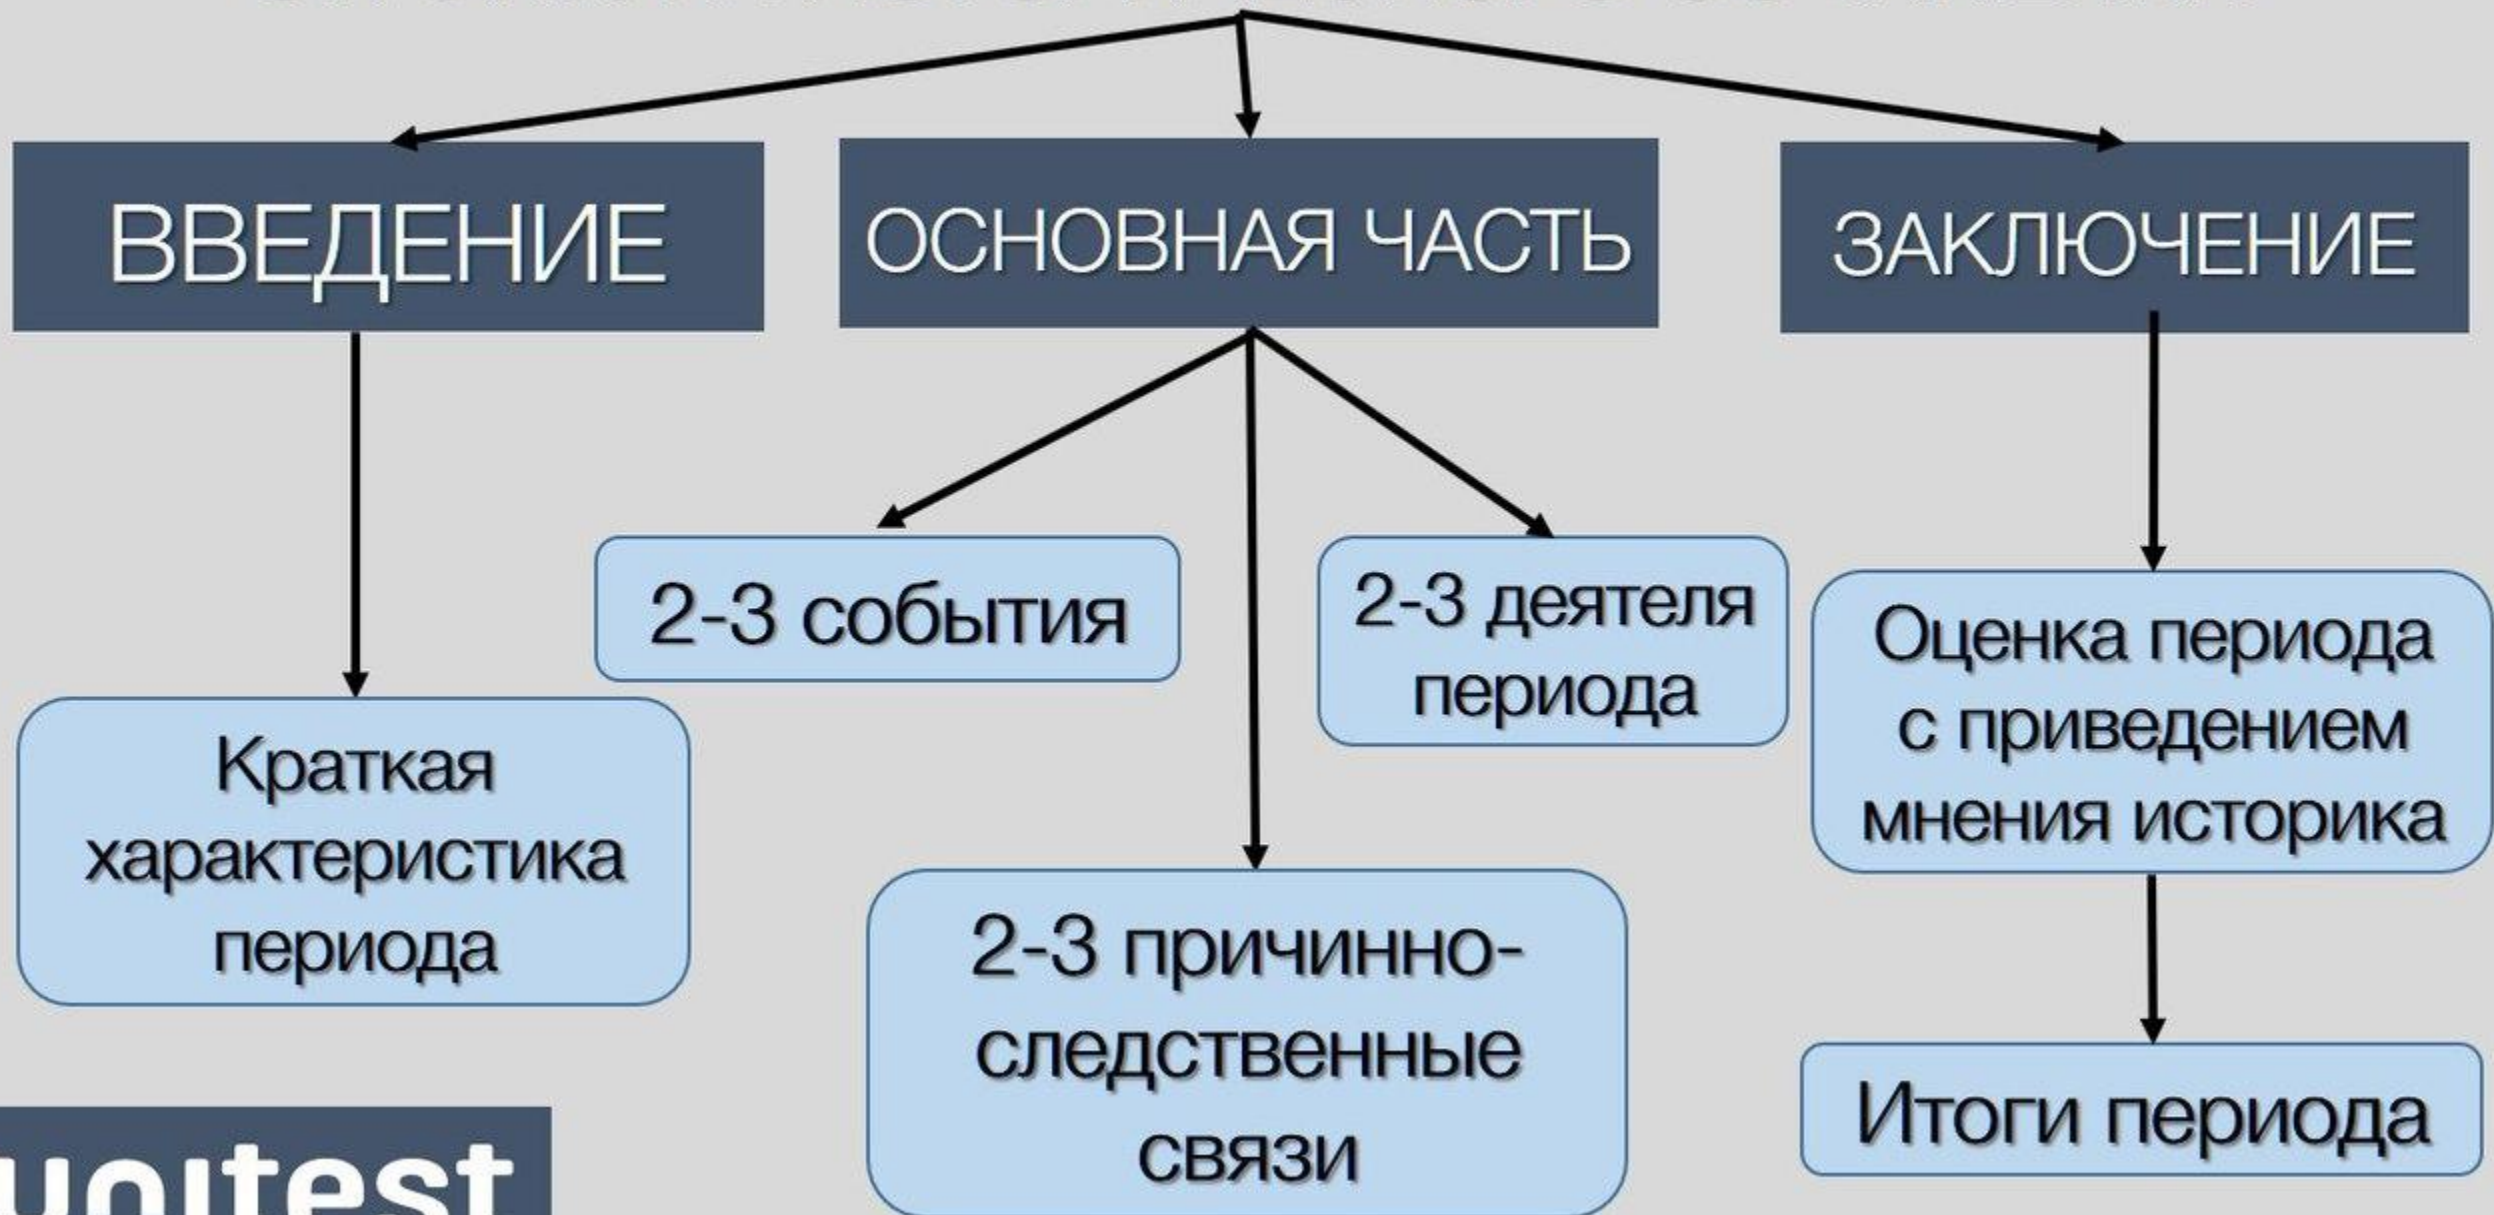 ВВЕДЕНИЕ
ОСНОВНАЯ ЧАСТЬ
ЗАКЛЮЧЕНИЕ
2-3 события
2-3 деятеля
периода
Оценка периода
с приведением
мнения историка
Краткая
характеристика
периода
2-3 причинно-
следственные
связи
Итоги периода
unitest